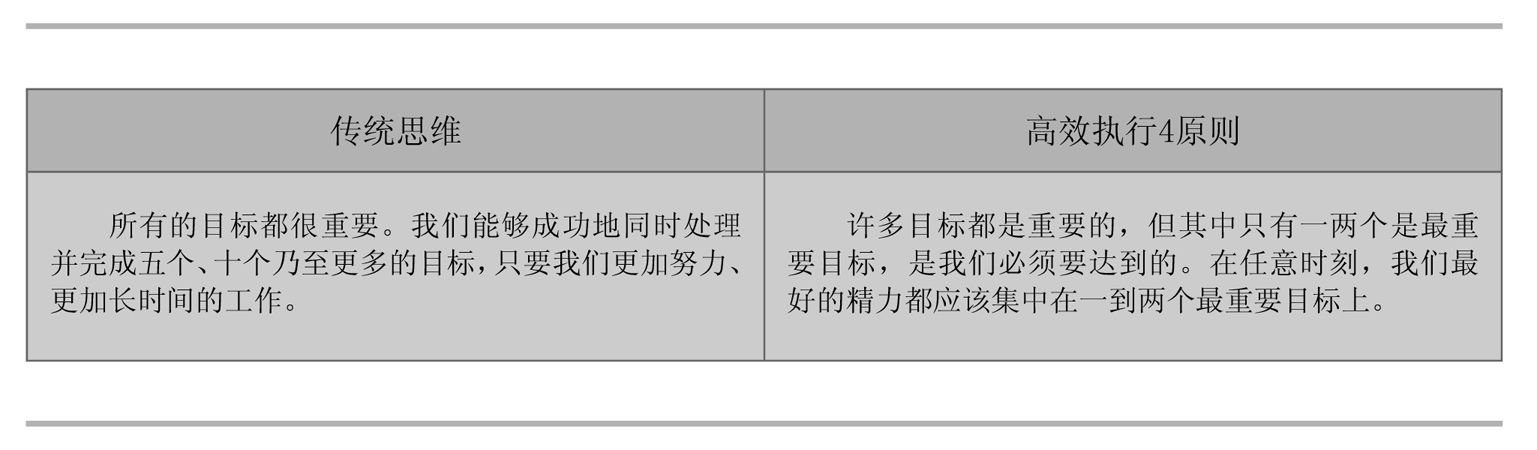 传统思维
高效执行4原则
所有的目标都很重要。我们能够成功地同时处理
并完成五个、十个乃至更多的目标，只要我们更加努力、
更加长时间的工作。
许多目标都是重要的，但其中只有一两个是最重
要目标，是我们必须要达到的。在任意时刻，我们最
好的精力都应该集中在一到两个最重要目标上。